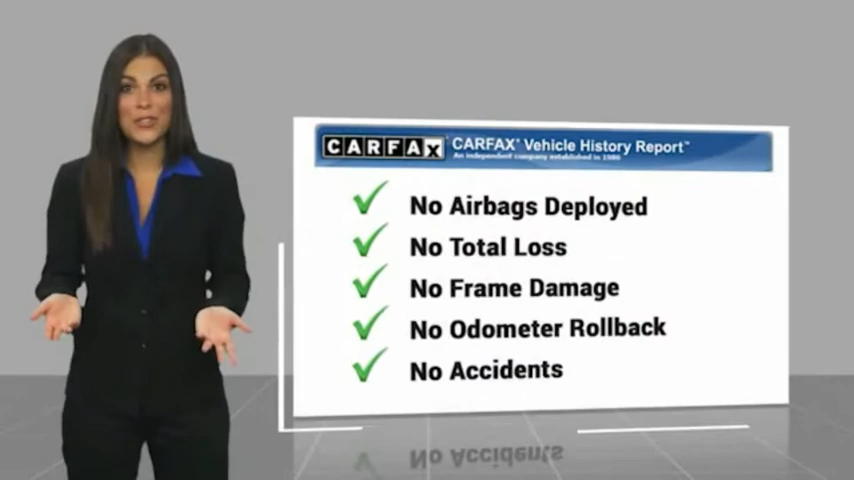 CARFAX CARFAX® Vehicle History Report™
An independent company established in 1986
No Airbags Deployed
No Total Loss
No Frame Damage
No Odometer Rollback
No Accidents
No Accidents